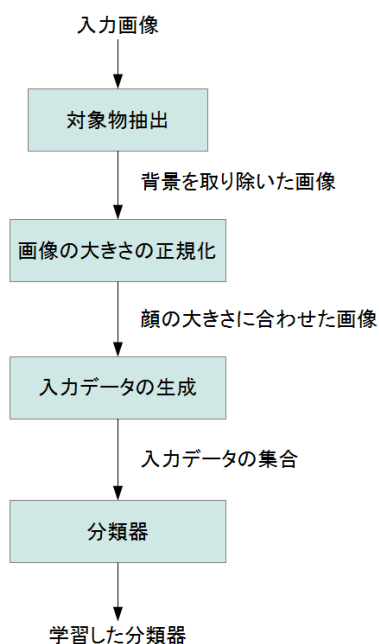 入力画像
対象物抽出
背景を取り除いた画像
画像の大きさの正規化
顔の大きさに合わせた画像
入力データの生成
入力データの集合
分類器
学習した分類器